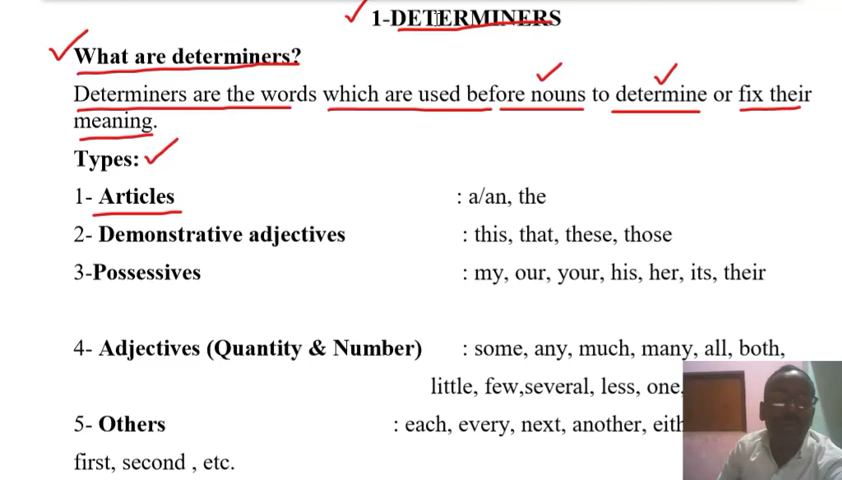 1-DETERMINERS
What are determiners?
Determiners are the words which are used before nouns to determine or fix their
meaning.
Types:
1- Articles : a/an, the
2- Demonstrative adjectives : this, that, these, those
3-Possessives : my, our, your, his, her, its, their
4- Adjectives (Quantity & Number) : some, any, much, many, all, both,
little, few,several, less, one.
5- Others : each, every, next, another,
first, second , etc.